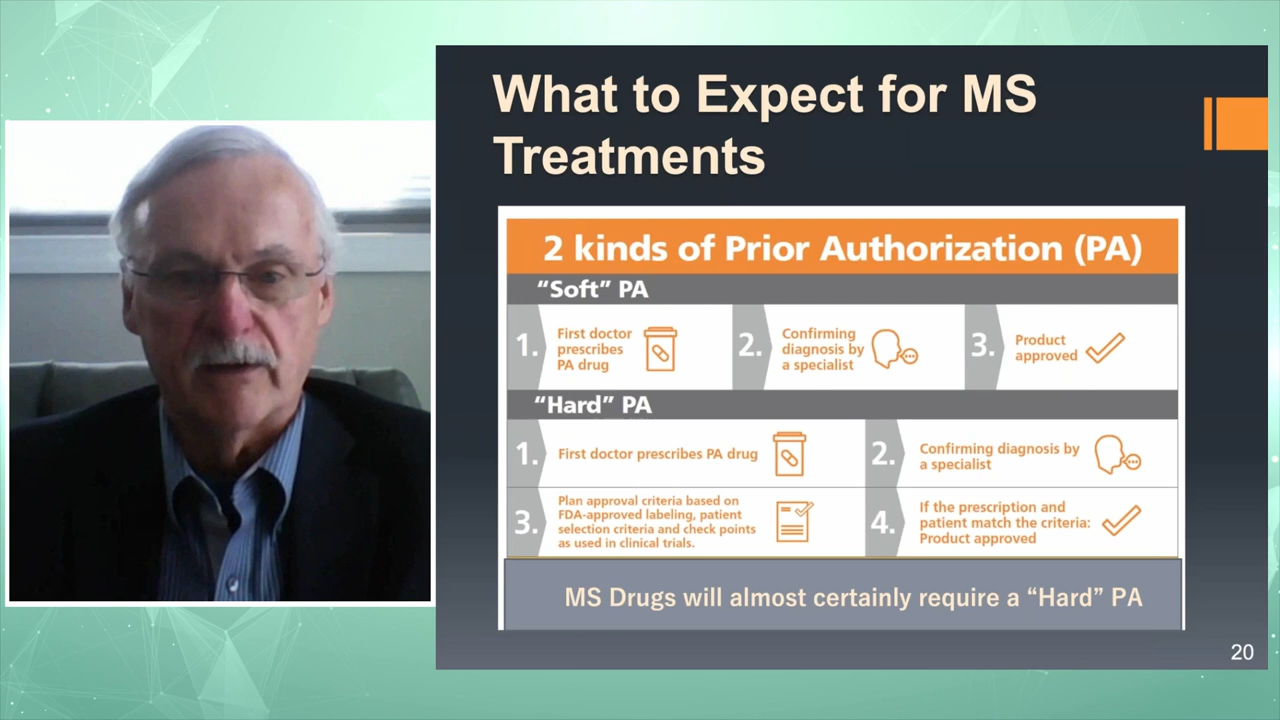 What to Expect for MS
Treatments
2 kinds of Prior Authorization (PA)
“Soft” PA
1.
First doctor
prescribes
PA drug
2.
Confirming
diagnosis by
a specialist
3.
Product
approved
“Hard” PA
1.
First doctor prescribes PA drug
2.
Confirming diagnosis by
a specialist
3.
Plan approval criteria based on
FDA-approved labeling, patient
selection criteria and check points
as used in clinical trials.
4.
If the prescription and
patient match the criteria:
Product approved
MS Drugs will almost certainly require a “Hard” PA
20